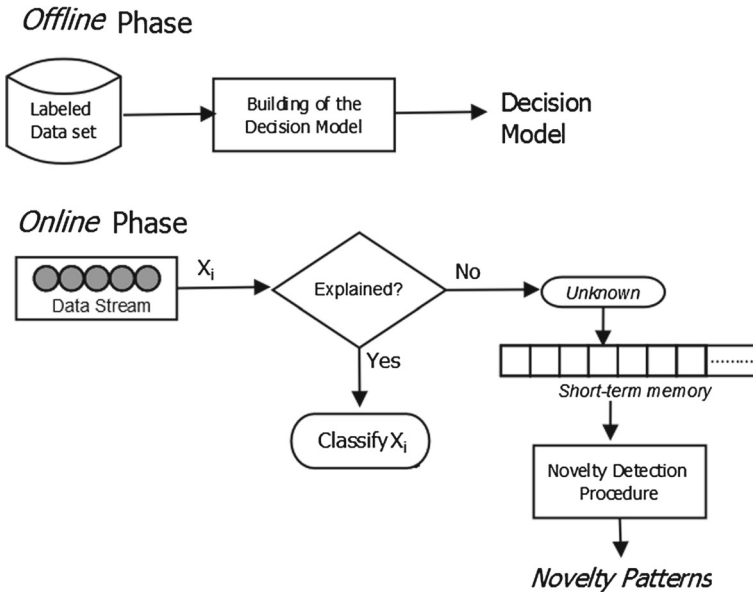 Offline Phase
Labeled
Data set
Building of the
Decision Model
Decision
Model
Online Phase
Data Stream
Xi
Explained?
No
Unknown
Yes
Short-term memory
Classify Xi
Novelty Detection
Procedure
Novelty Patterns